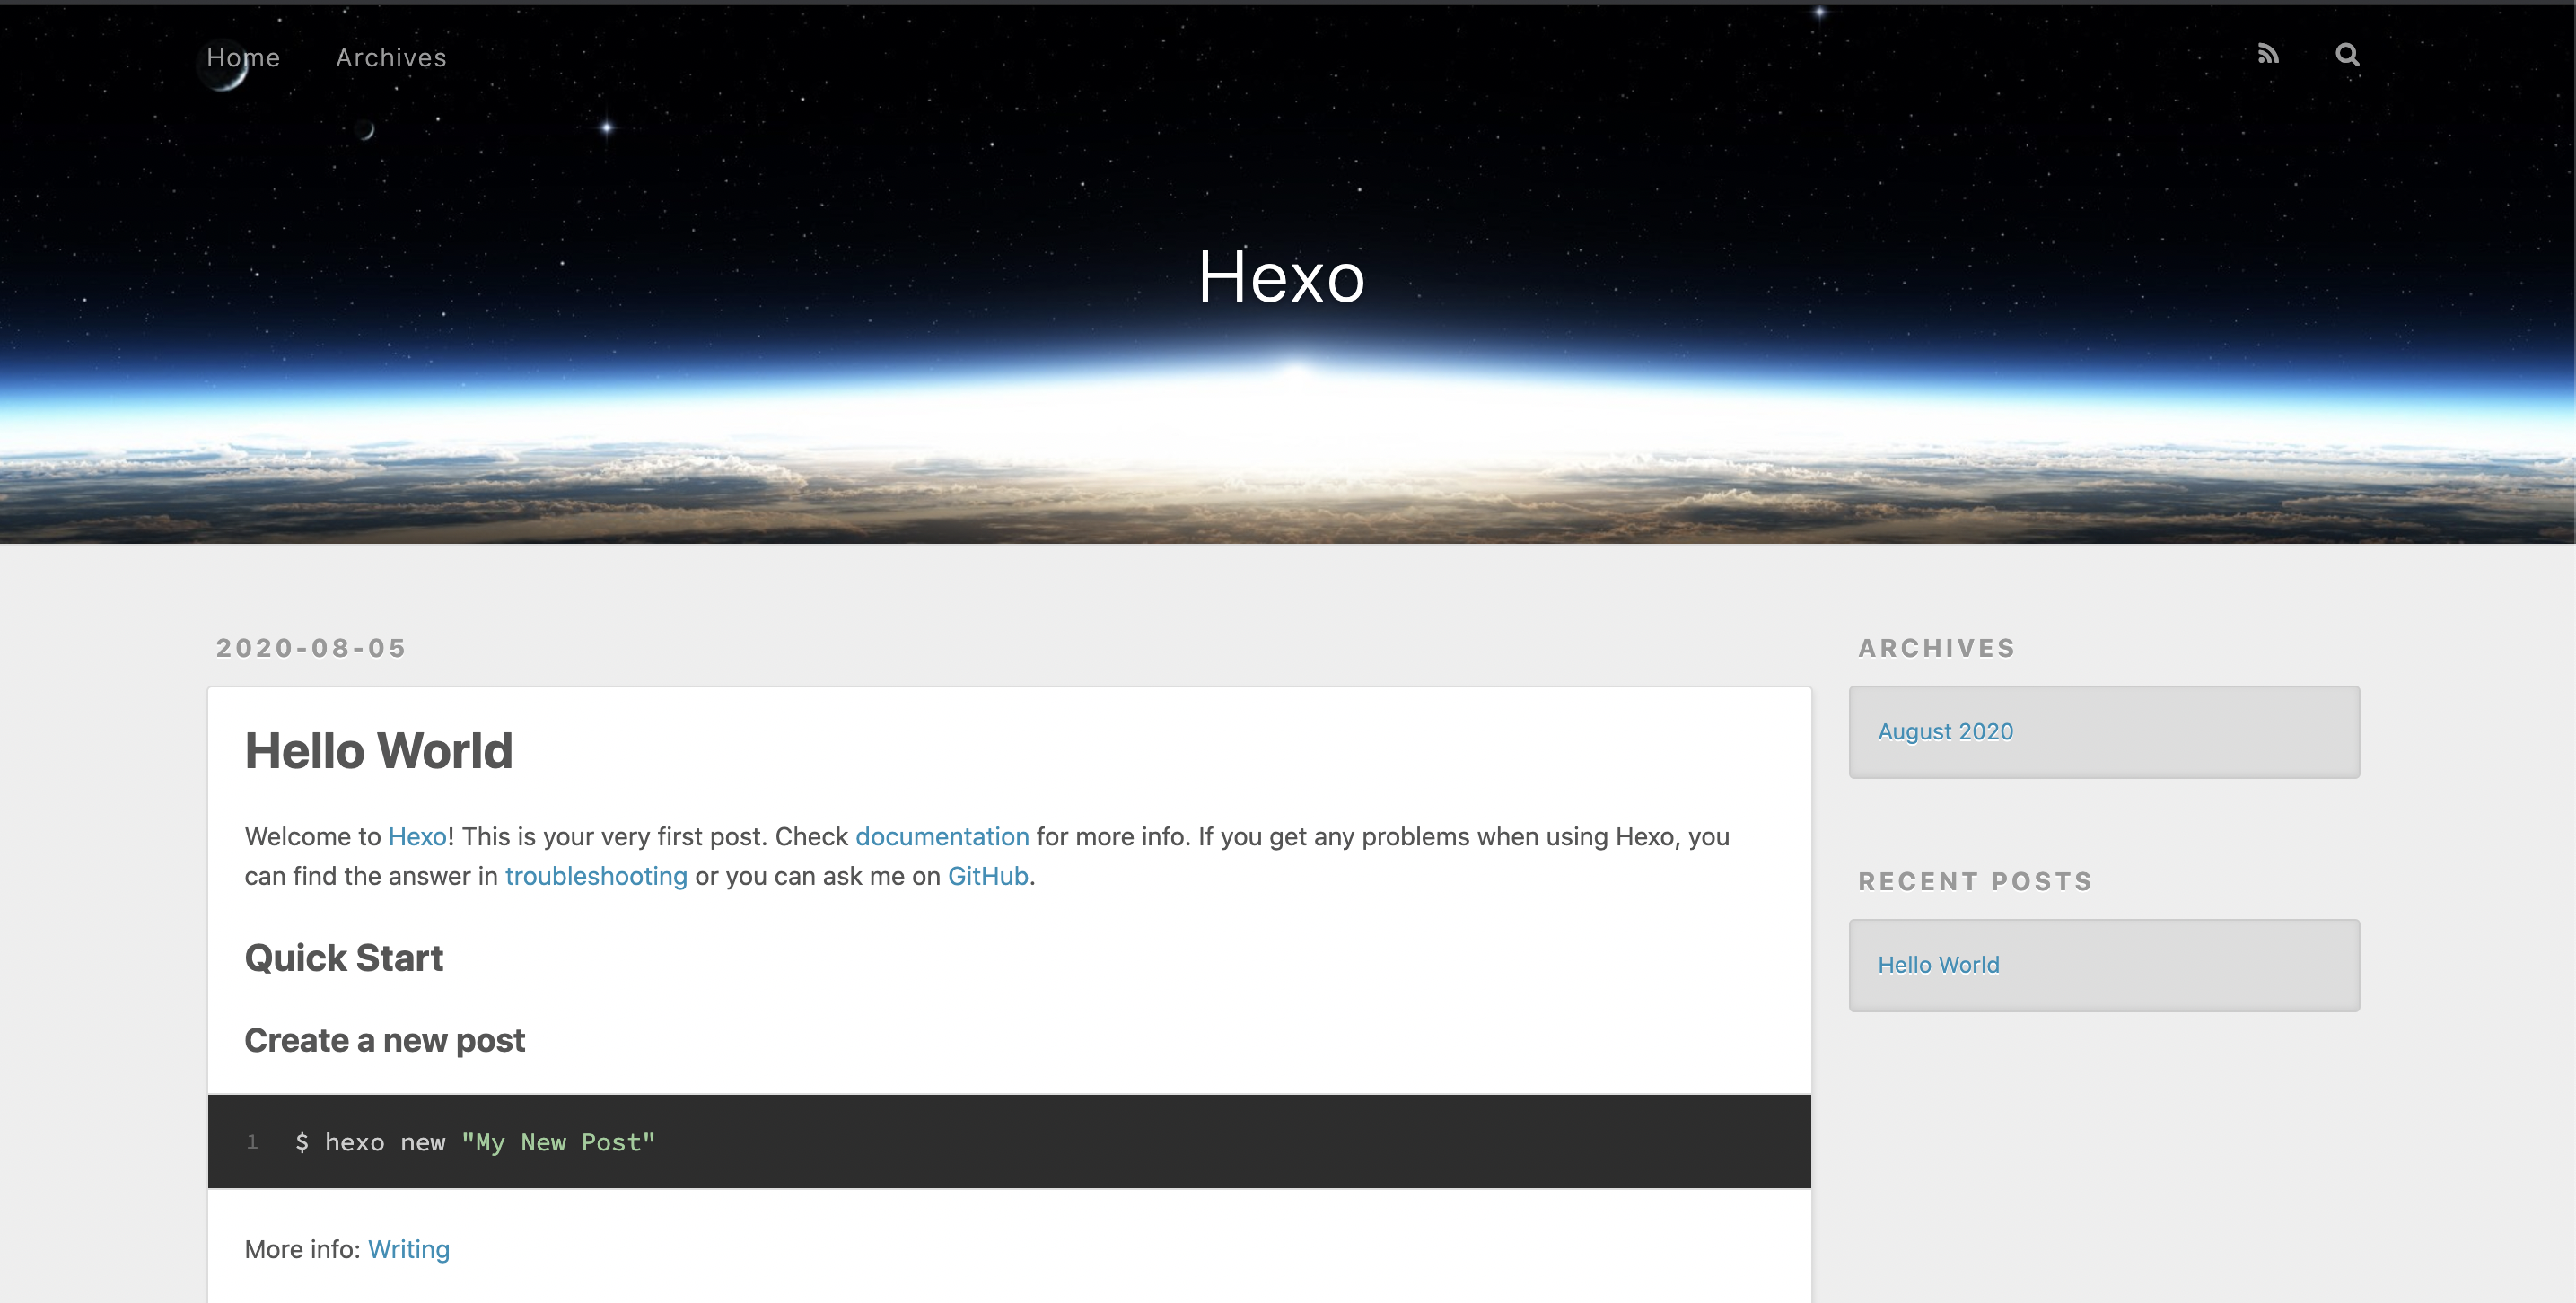 Home Archives
Hexo
2020-08-05
Hello World
Welcome to Hexo! This is your very first post. Check documentation for more info. If you get any problems when using Hexo, you
can find the answer in troubleshooting or you can ask me on GitHub.
Quick Start
Create a new post
1 $ hexo new "My New Post"
More info: Writing
ARCHIVES
August 2020
RECENT POSTS
Hello World